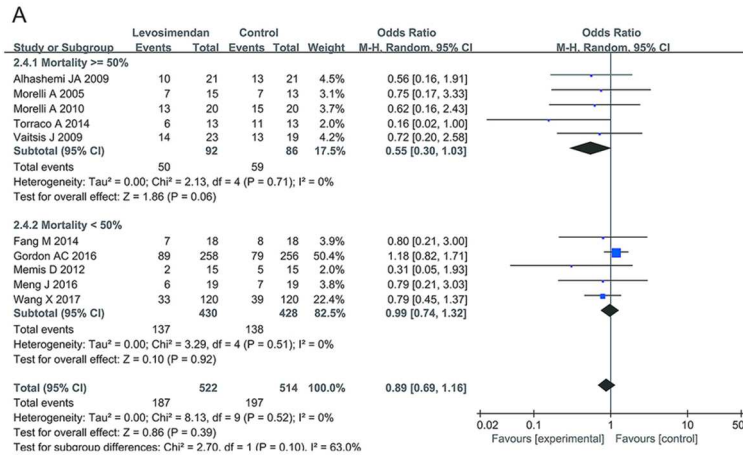 A
Levosimendan Control Odds Ratio Odds Ratio
Study or Subgroup Events Total Events Total Weight M-H. Random. 95% CI M-H. Random. 95% CI
2.4.1 Mortality >= 50%
Alhashemi JA 2009 10 21 13 21 4.5% 0.56 [0.16, 1.91]
Morelli A 2005 7 15 7 13 3.1% 0.75 [0.17, 3.33]
Morelli A 2010 13 20 15 20 3.6% 0.62 [0.16, 2.43]
Torraco A 2014 6 13 11 13 2.0% 0.16 [0.02, 1.00]
Vaitsis J 2009 14 23 13 19 4.2% 0.72 [0.20, 2.58]
Subtotal (95% CI) 92 86 17.5% 0.55 [0.30, 1.03]
Total events 50 59
Heterogeneity: Tau² = 0.00; Chi² = 2.13, df = 4 (P = 0.71); I² = 0%
Test for overall effect: Z = 1.86 (P = 0.06)
2.4.2 Mortality < 50%
Fang M 2014 7 18 8 18 3.9% 0.80 [0.21, 3.00]
Gordon AC 2016 89 258 79 256 50.4% 1.18 [0.82, 1.71]
Memis D 2012 2 15 5 15 2.0% 0.31 [0.05, 1.93]
Meng J 2016 6 19 7 19 3.8% 0.79 [0.21, 3.03]
Wang X 2017 33 120 39 120 22.4% 0.79 [0.45, 1.37]
Subtotal (95% CI) 430 428 82.5% 0.99 [0.74, 1.32]
Total events 137 138
Heterogeneity: Tau² = 0.00; Chi² = 3.29, df = 4 (P = 0.51); I² = 0%
Test for overall effect: Z = 0.10 (P = 0.92)
Total (95% CI) 522 514 100.0% 0.89 [0.69, 1.16]
Total events 187 197
Heterogeneity: Tau² = 0.00; Chi² = 8.13, df = 9 (P = 0.52); I² = 0%
Test for overall effect: Z = 0.86 (P = 0.39)
Test for subgroup differences: Chi² = 2.70, df = 1 (P = 0.10), I² = 63.0%
0.02 0.1 1 10 50
Favours [experimental] Favours [control]